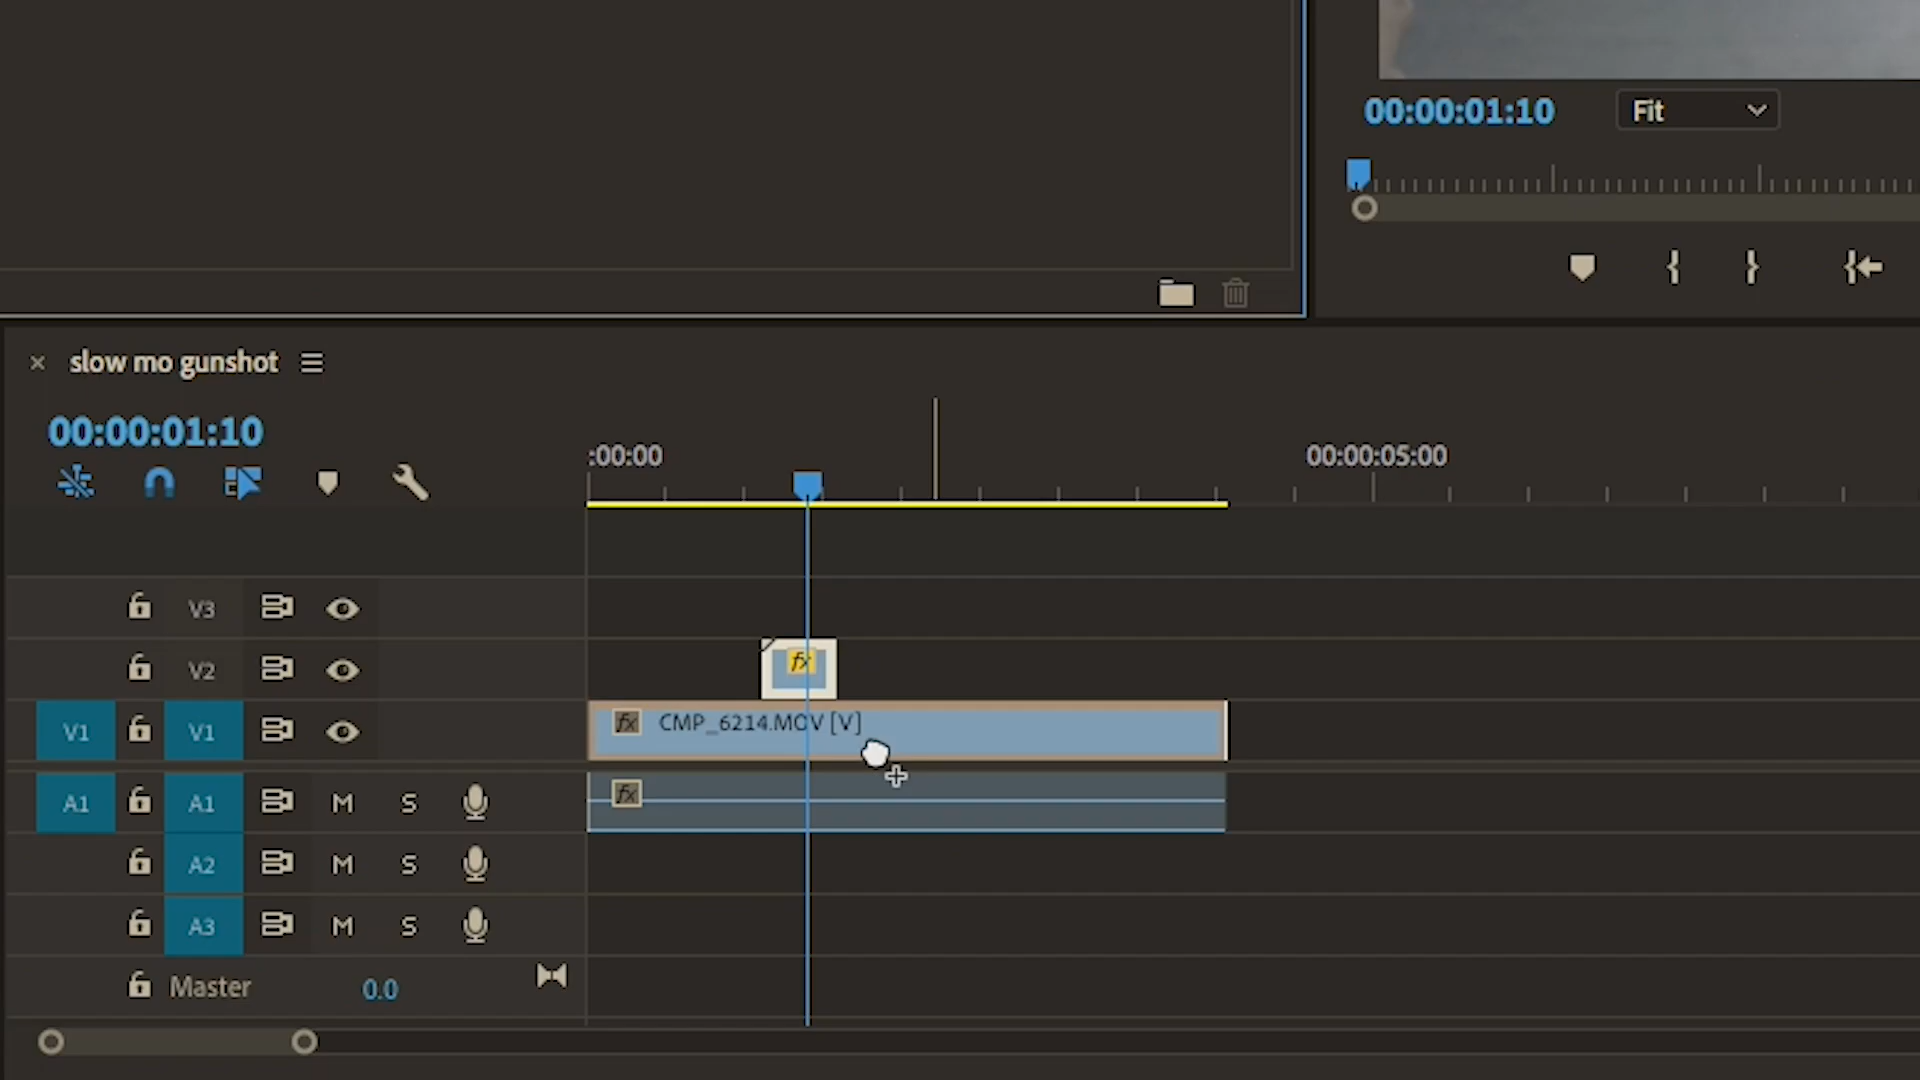 00:00:01:10
Fit
slow mo gunshot
00:00:01:10
:00:00
00:00:05:00
V3
V2
fx
V1
V1
fx
CMP_6214.MOV [V]
A1
A1
M
S
fx
A2
M
S
A3
M
S
Master
0.0